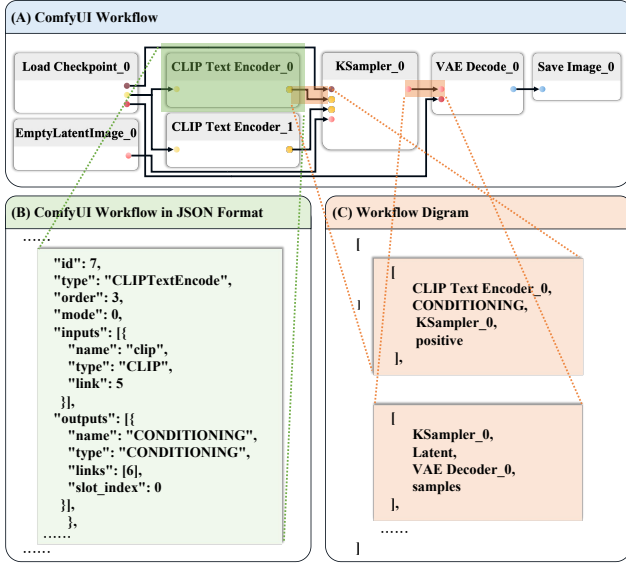 (A) ComfyUI Workflow
Load Checkpoint_0
CLIP Text Encoder_0
KSampler_0
VAE Decode_0
Save Image_0
EmptyLatentImage_0
CLIP Text Encoder_1
(B) ComfyUI Workflow in JSON Format
......
"id": 7,
"type": "CLIPTextEncode",
"order": 3,
"mode": 0,
"inputs": [{
"name": "clip",
"type": "CLIP",
"link": 5
}],
"outputs": [{
"name": "CONDITIONING",
"type": "CONDITIONING",
"links": [6],
"slot_index": 0
}],
},
......
......
(C) Workflow Digram
[
[
CLIP Text Encoder_0,
]
CONDITIONING,
KSampler_0,
positive
],
[
KSampler_0,
Latent,
VAE Decoder_0,
samples
],
......
]